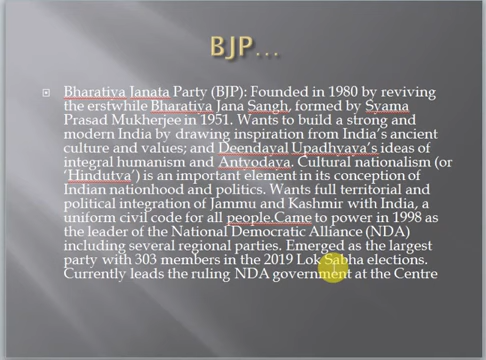 BJP...
Bharatiya Janata Party (BJP): Founded in 1980 by reviving
the erstwhile Bharatiya Jana Sangh, formed by Syama
Prasad Mukherjee in 1951. Wants to build a strong and
modern India by drawing inspiration from India's ancient
culture and values; and Deendayal Upadhyaya's ideas of
integral humanism and Antyodaya. Cultural nationalism (or
'Hindutva') is an important element in its conception of
Indian nationhood and politics. Wants full territorial and
political integration of Jammu and Kashmir with India, a
uniform civil code for all people.Came to power in 1998 as
the leader of the National Democratic Alliance (NDA)
including several regional parties. Emerged as the largest
party with 303 members in the 2019 Lok Sabha elections.
Currently leads the ruling NDA government at the Centre